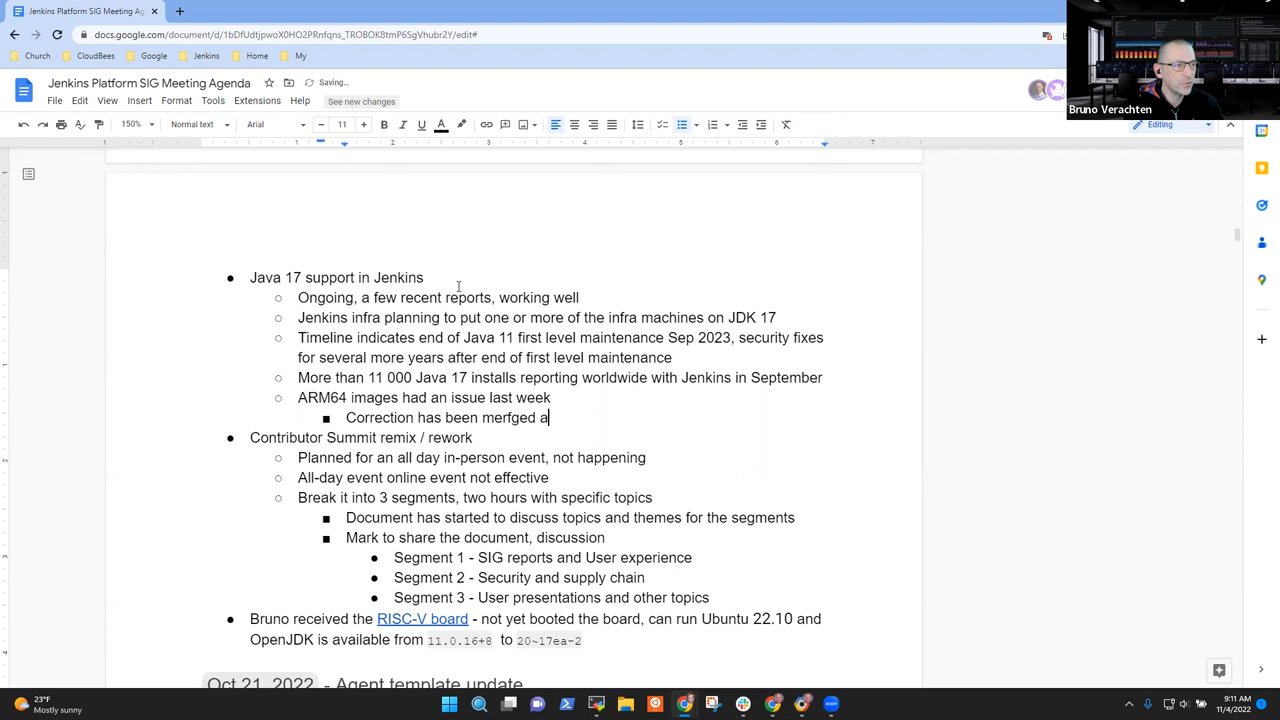 Jenkins Platform SIG Meeting Ag
docs.google.com/document/d/1bDfUdtjpwoX0HO2PRnfqns_TROBOK8tmP6SgVqubr2I/edit#
Church
CloudBees
Google
Home
My
Jenkins Platform SIG Meeting Agenda
Saving...
File Edit View Insert Format Tools Extensions Help
See new changes
150%
Normal text
Arial
Editing
Bruno Verachten
● Java 17 support in Jenkins
○ Ongoing, a few recent reports, working well
○ Jenkins infra planning to put one or more of the infra machines on JDK 17
○ Timeline indicates end of Java 11 first level maintenance Sep 2023, security fixes
for several more years after end of first level maintenance
○ More than 11 000 Java 17 installs reporting worldwide with Jenkins in September
○ ARM64 images had an issue last week
■ Correction has been merfged a
● Contributor Summit remix / rework
○ Planned for an all day in-person event, not happening
○ All-day event online event not effective
○ Break it into 3 segments, two hours with specific topics
■ Document has started to discuss topics and themes for the segments
■ Mark to share the document, discussion
● Segment 1 - SIG reports and User experience
● Segment 2 - Security and supply chain
● Segment 3 - User presentations and other topics
● Bruno received the RISC-V board - not yet booted the board, can run Ubuntu 22.10 and
OpenJDK is available from 11.0.16+8 to 20~17ea-2
Oct 21, 2022 - Agent template updat
23°F
Mostly sunny
9:11 AM
11/4/2022